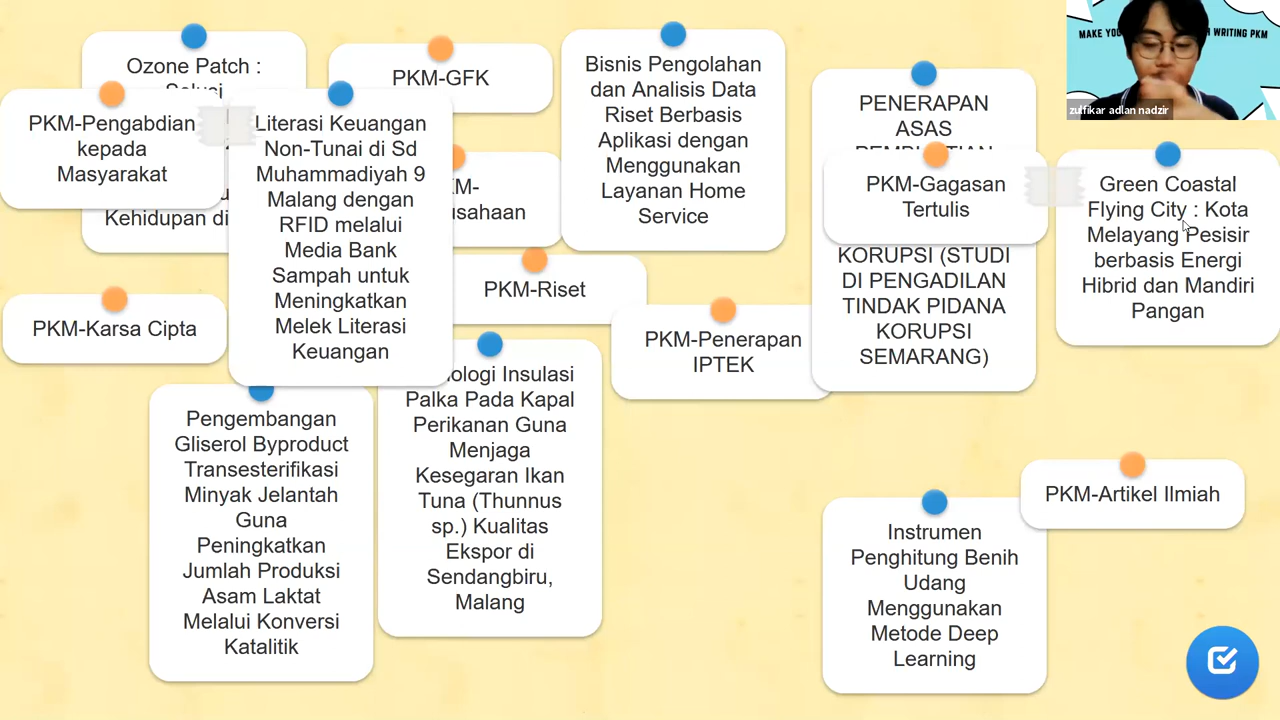 Ozone Patch :
Kehidupan di
PKM-Pengabdian
kepada
Masyarakat
Literasi Keuangan
Non-Tunai di Sd
Muhammadiyah 9
Malang dengan
RFID melalui
Media Bank
Sampah untuk
Meningkatkan
Melek Literasi
Keuangan
PKM-GFK
usahaan
PKM-Riset
Bisnis Pengolahan
dan Analisis Data
Riset Berbasis
Aplikasi dengan
Menggunakan
Layanan Home
Service
PENERAPAN
ASAS
KORUPSI (STUDI
DI PENGADILAN
TINDAK PIDANA
KORUPSI
SEMARANG)
PKM-Gagasan
Tertulis
Green Coastal
Flying City : Kota
Melayang Pesisir
berbasis Energi
Hibrid dan Mandiri
Pangan
MAKE YOU
WRITING PKM
zulfikar adlan nadzir
PKM-Karsa Cipta
PKM-Penerapan
IPTEK
Pengembangan
Gliserol Byproduct
Transesterifikasi
Minyak Jelantah
Guna
Peningkatkan
Jumlah Produksi
Asam Laktat
Melalui Konversi
Katalitik
ologi Insulasi
Palka Pada Kapal
Perikanan Guna
Menjaga
Kesegaran Ikan
Tuna (Thunnus
sp.) Kualitas
Ekspor di
Sendangbiru,
Malang
PKM-Artikel Ilmiah
Instrumen
Penghitung Benih
Udang
Menggunakan
Metode Deep
Learning